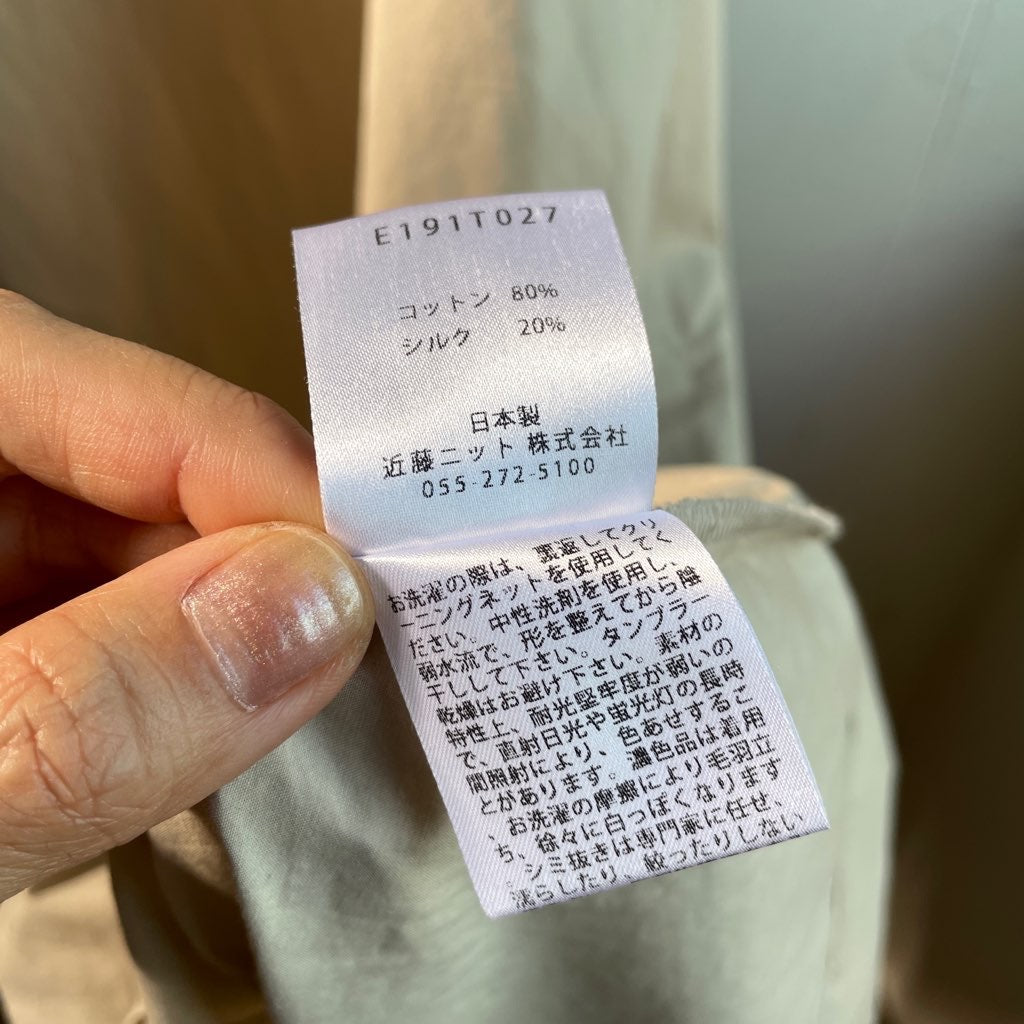 E191T027
コットン 80%
シルク 20%
日本製
近藤ニット 株式会社
055-272-5100
お洗濯の際は、裏返してクリ
ーニングネットを使用してく
ださい。中性洗剤を使用し、
弱水流で、形を整えてから陰
干しして下さい。タンブラー
乾燥はお避け下さい。素材の
特性上、耐光堅牢度が弱いの
で、直射日光や蛍光灯の長時
間照射により、色あせするこ
とがあります。濃色品は着用
、お洗濯の摩擦により毛羽立
ち、徐々に白っぽくなります
。シミ抜きは専門家に任せ、
濡らしたり、絞ったりしない